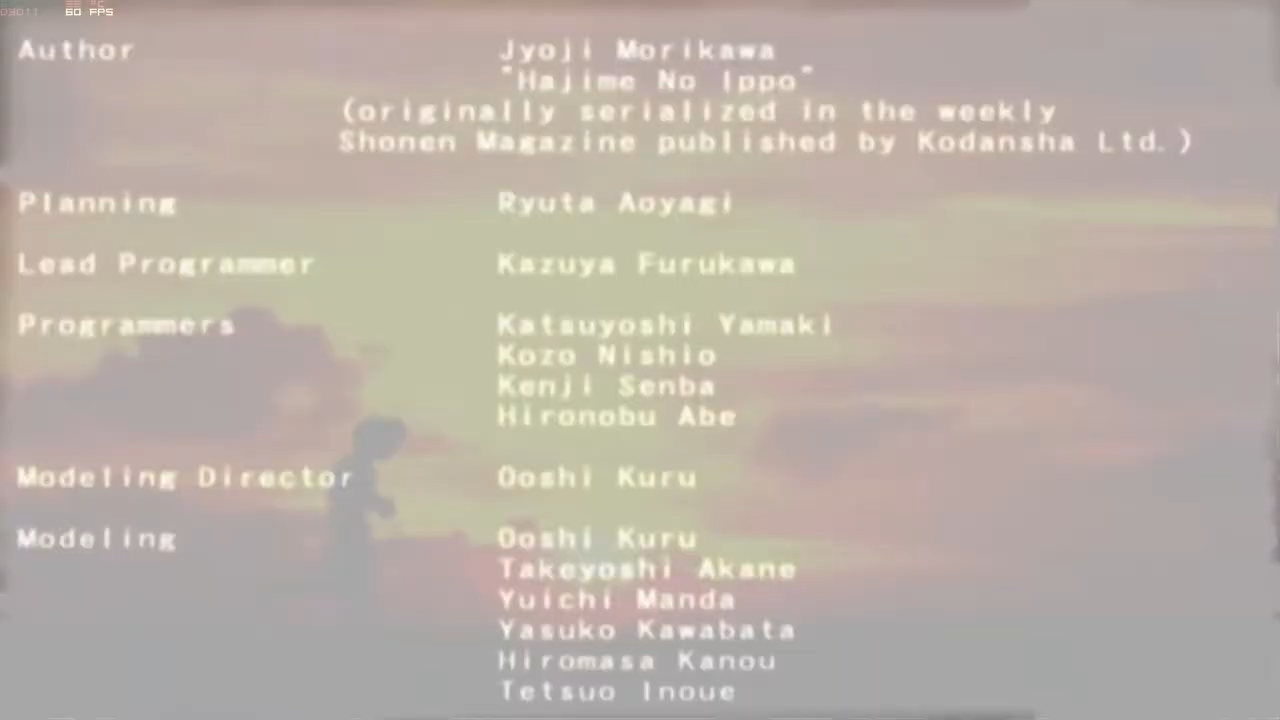 60 FPS
Author Jyoji Morikawa
"Hajime No Ippo"
(originally serialized in the weekly
Shonen Magazine published by Kodansha Ltd.)
Planning Ryuta Aoyagi
Lead Programmer Kazuya Furukawa
Programmers Katsuyoshi Yamaki
Kozo Nishio
Kenji Senba
Hironobu Abe
Modeling Director Ooshi Kuru
Modeling Ooshi Kuru
Takeyoshi Akane
Yuichi Manda
Yasuko Kawabata
Hiromasa Kanou
Tetsuo Inoue